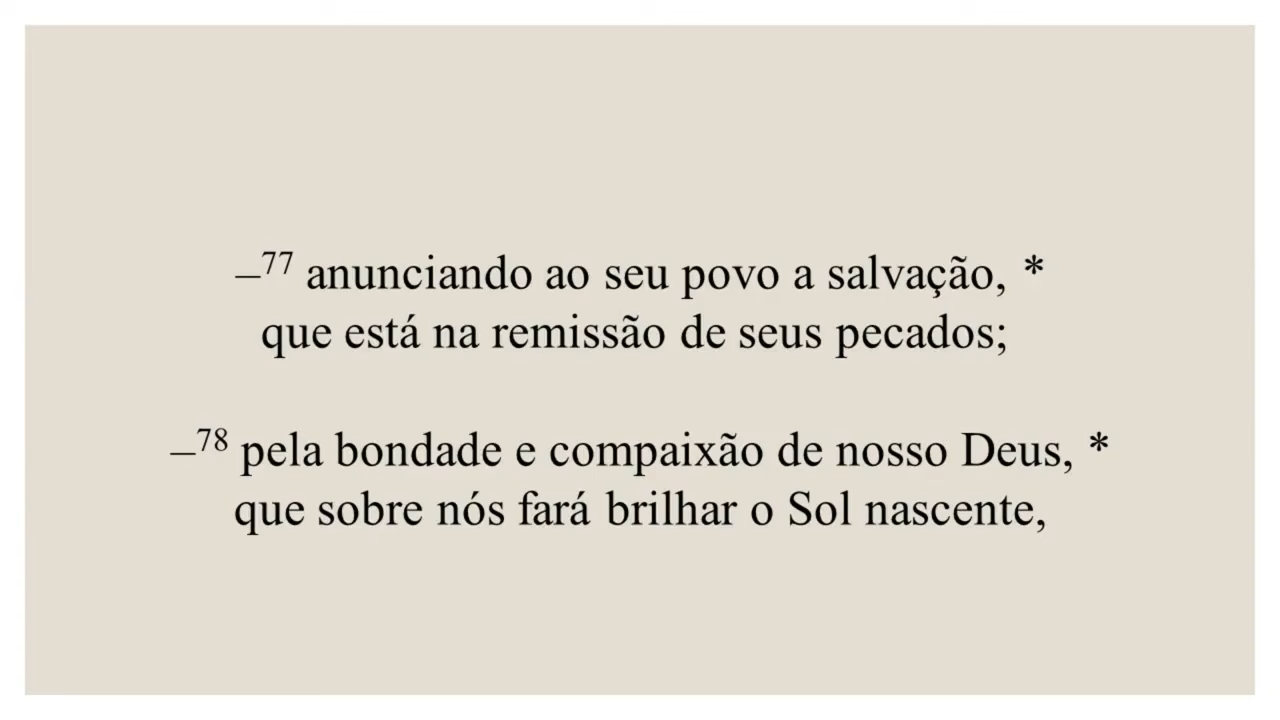 –77 anunciando ao seu povo a salvação, *
que está na remissão de seus pecados;
–78 pela bondade e compaixão de nosso Deus, *
que sobre nós fará brilhar o Sol nascente,